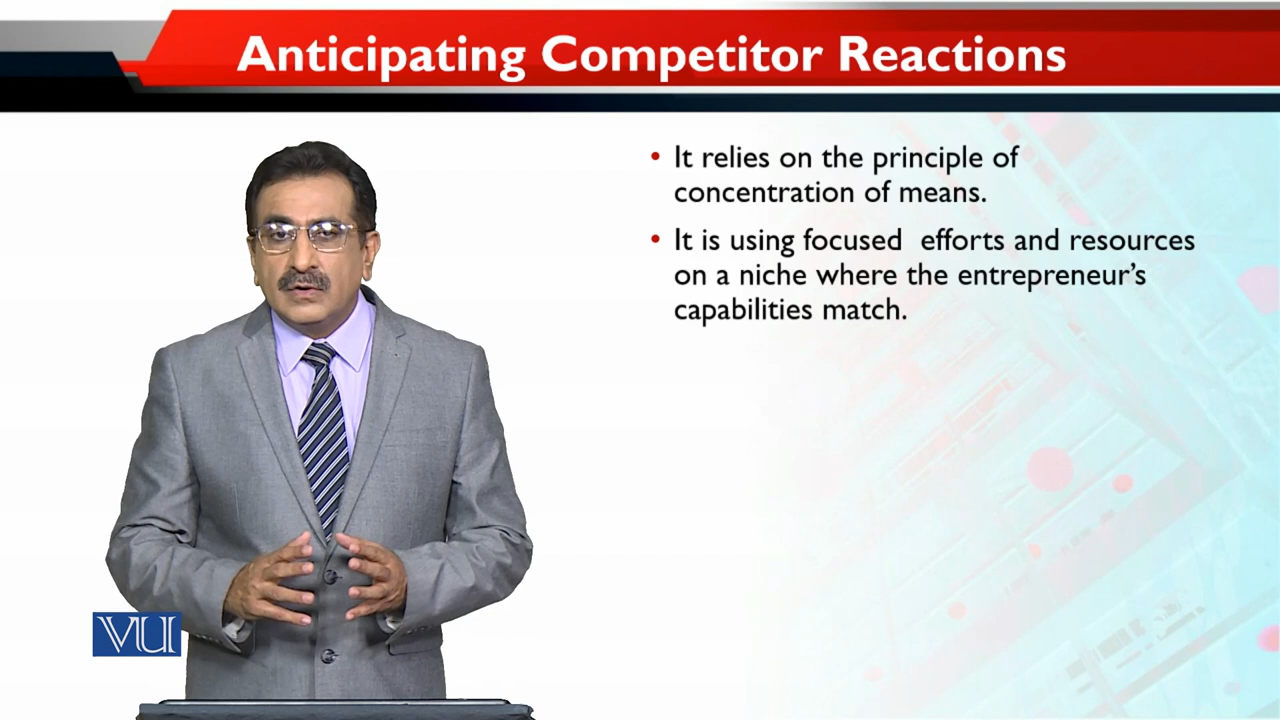 Anticipating Competitor Reactions
• It relies on the principle of
concentration of means.
• It is using focused  efforts and resources
on a niche where the entrepreneur’s
capabilities match.
VU